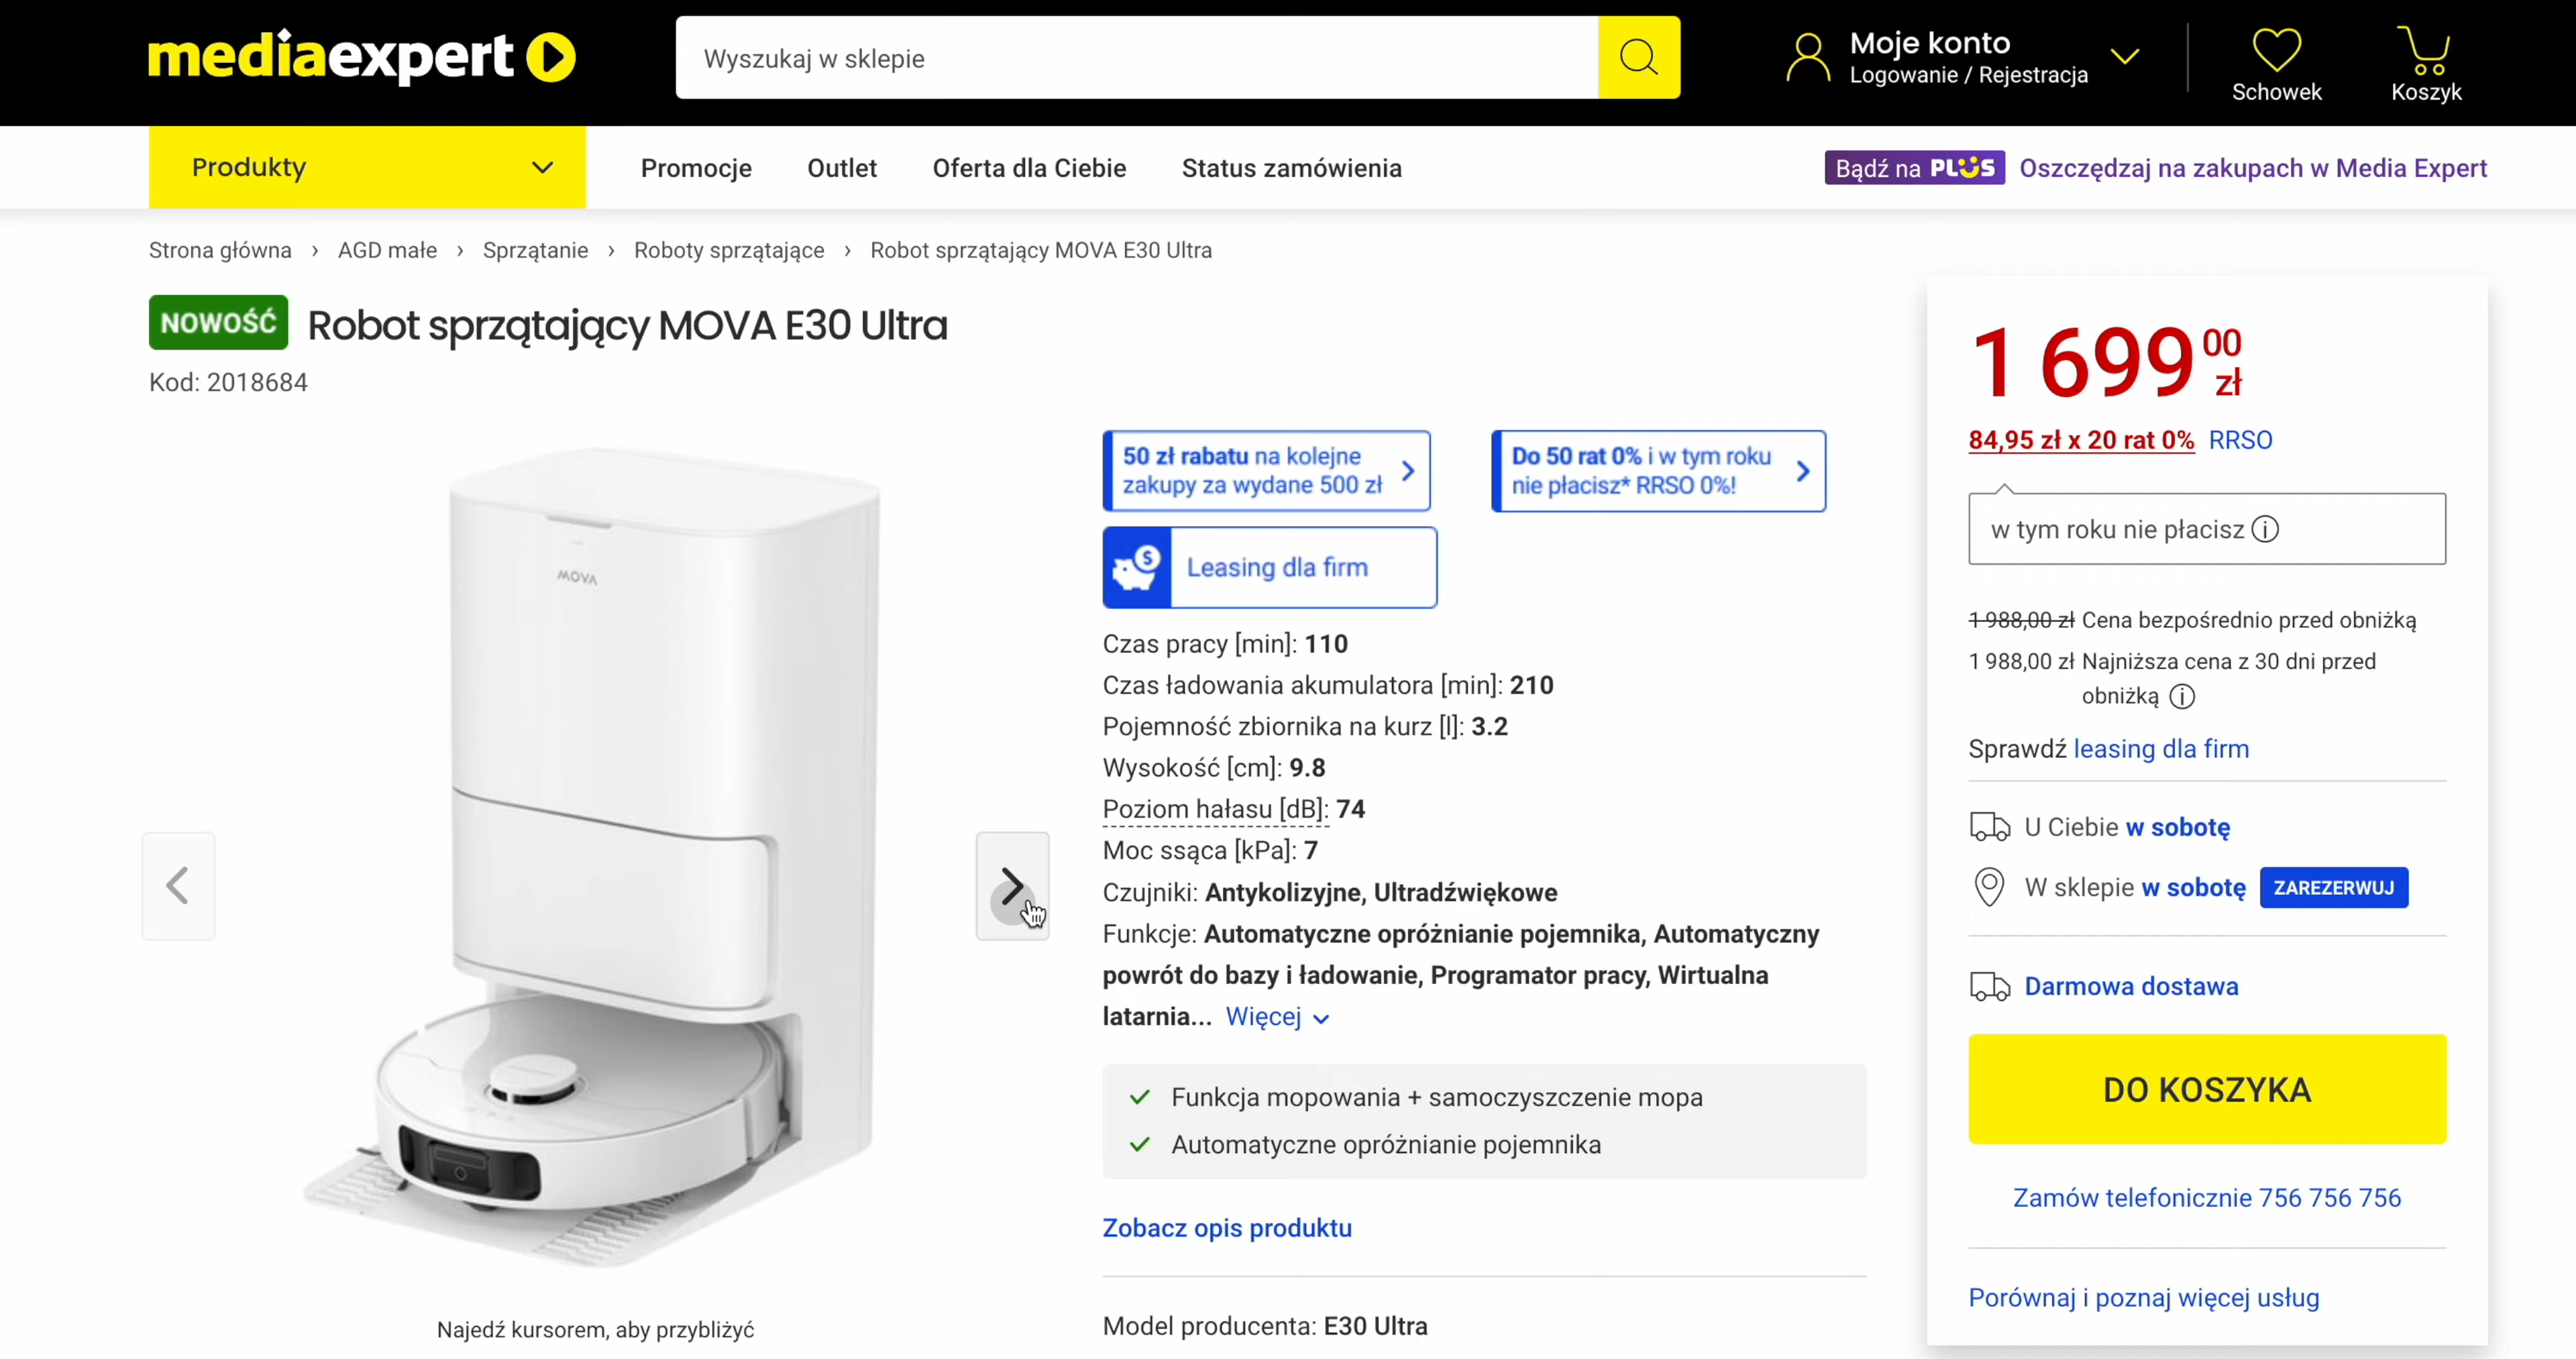 mediaexpert
Wyszukaj w sklepie
Moje konto
Logowanie / Rejestracja
Schowek
Koszyk
Produkty
Promocje
Outlet
Oferta dla Ciebie
Status zamówienia
Bądź na PLUS Oszczędzaj na zakupach w Media Expert
Strona główna › AGD małe › Sprzątanie › Roboty sprzątające › Robot sprzątający MOVA E30 Ultra
NOWOŚĆ Robot sprzątający MOVA E30 Ultra
Kod: 2018684
MOVA
Najedź kursorem, aby przybliżyć
50 zł rabatu na kolejne
zakupy za wydane 500 zł
Do 50 rat 0% i w tym roku
nie płacisz* RRSO 0%!
Leasing dla firm
Czas pracy [min]: 110
Czas ładowania akumulatora [min]: 210
Pojemność zbiornika na kurz [l]: 3.2
Wysokość [cm]: 9.8
Poziom hałasu [dB]: 74
Moc ssąca [kPa]: 7
Czujniki: Antykolizyjne, Ultradźwiękowe
Funkcje: Automatyczne opróżnianie pojemnika, Automatyczny
powrót do bazy i ładowanie, Programator pracy, Wirtualna
latarnia... Więcej
Funkcja mopowania + samoczyszczenie mopa
Automatyczne opróżnianie pojemnika
Zobacz opis produktu
Model producenta: E30 Ultra
1 699 00 zł
84,95 zł x 20 rat 0% RRSO
w tym roku nie płacisz
1 988,00 zł Cena bezpośrednio przed obniżką
1 988,00 zł Najniższa cena z 30 dni przed
obniżką
Sprawdź leasing dla firm
U Ciebie w sobotę
W sklepie w sobotę ZAREZERWUJ
Darmowa dostawa
DO KOSZYKA
Zamów telefonicznie 756 756 756
Porównaj i poznaj więcej usług